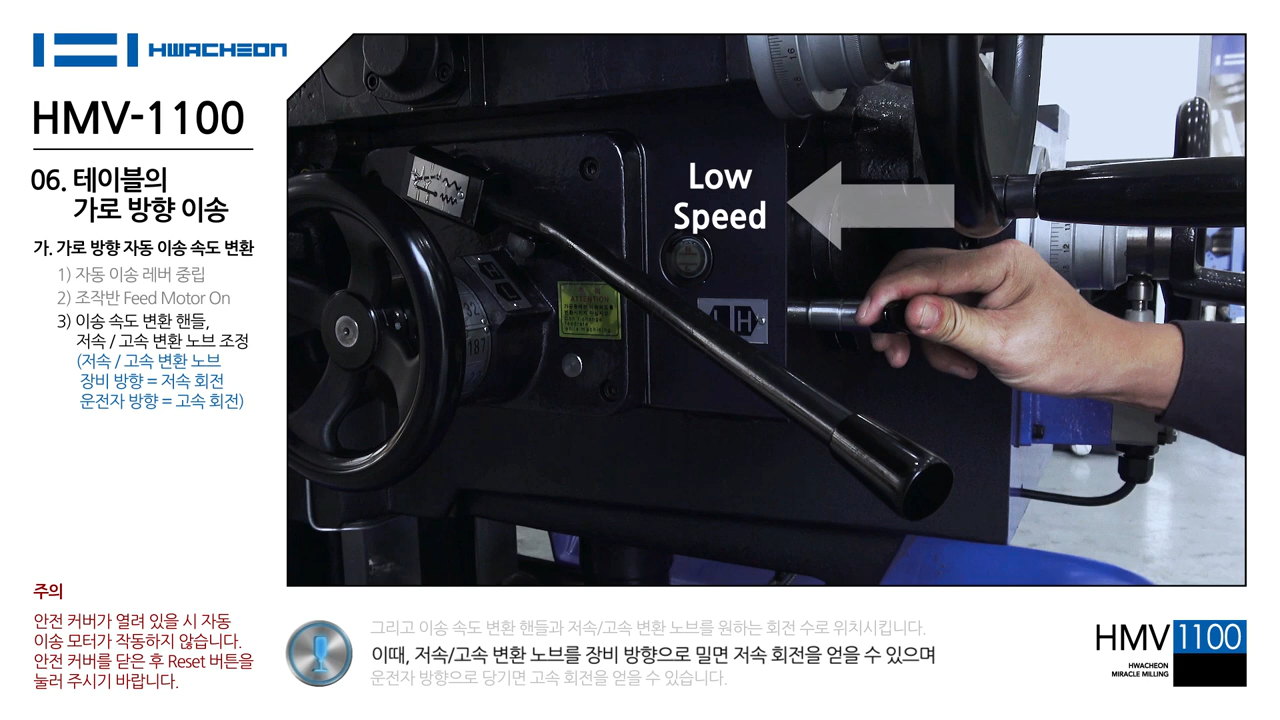 HWACHEON
HMV-1100
06. 테이블의
가로 방향 이송
가. 가로 방향 자동 이송 속도 변환
1) 자동 이송 레버 중립
2) 조작반 Feed Motor On
3) 이송 속도 변환 핸들,
저속 / 고속 변환 노브 조정
(저속 / 고속 변환 노브
장비 방향 = 저속 회전
운전자 방향 = 고속 회전)
주의
안전 커버가 열려 있을 시 자동
이송 모터가 작동하지 않습니다.
안전 커버를 닫은 후 Reset 버튼을
눌러 주시기 바랍니다.
Low
Speed
ATTENTION
L H
187
그리고 이송 속도 변환 핸들과 저속/고속 변환 노브를 원하는 회전 수로 위치시킵니다.
이때, 저속/고속 변환 노브를 장비 방향으로 밀면 저속 회전을 얻을 수 있으며
운전자 방향으로 당기면 고속 회전을 얻을 수 있습니다.
HMV 1100
HWACHEON
MIRACLE MILLING